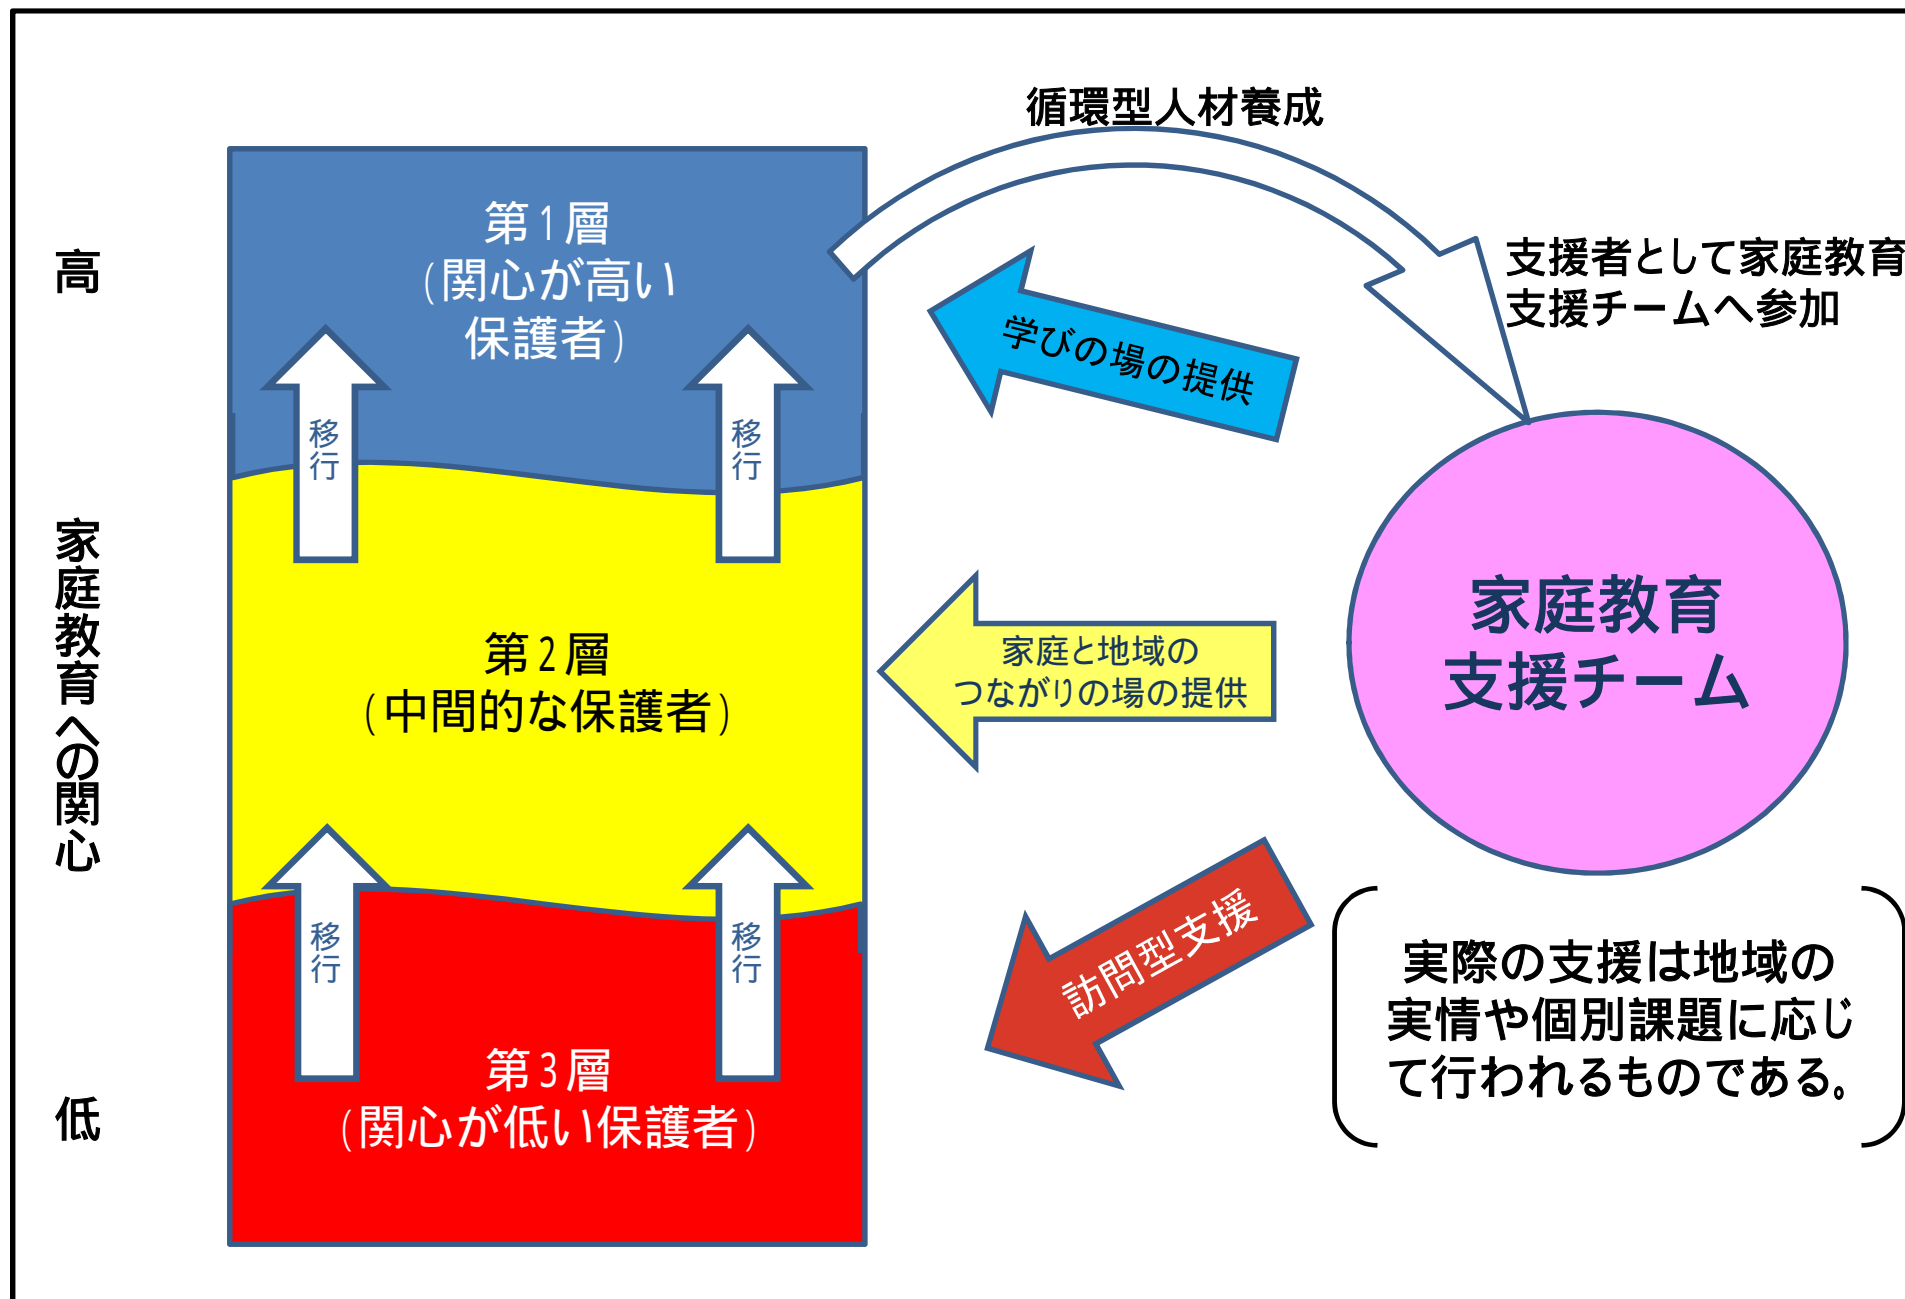 循環型人材養成
支援者として家庭教育
支援チームへ参加
高
家庭教育への関心
低
第1層
(関心が高い
保護者)
移行
移行
第2層
(中間的な保護者)
移行
移行
第3層
(関心が低い保護者)
学びの場の提供
家庭と地域の
つながりの場の提供
訪問型支援
家庭教育
支援チーム
実際の支援は地域の
実情や個別課題に応じ
て行われるものである。